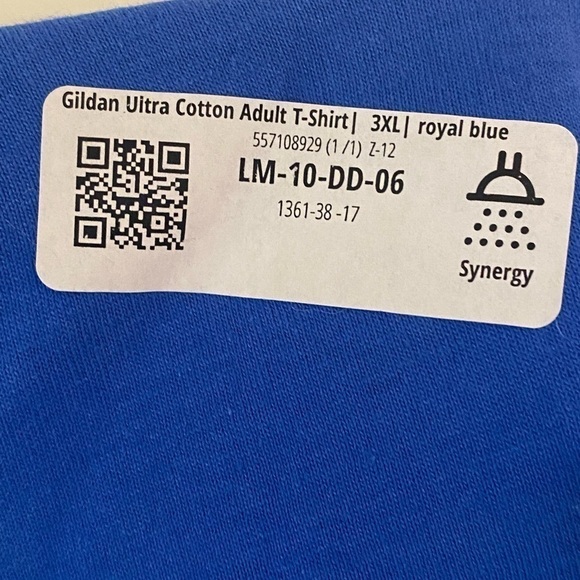 Gildan Uitra Cotton Adult T-Shirt| 3XL| royal blue
557108929 (1 /1) Z-12
LM-10-DD-06
1361-38 -17
Synergy